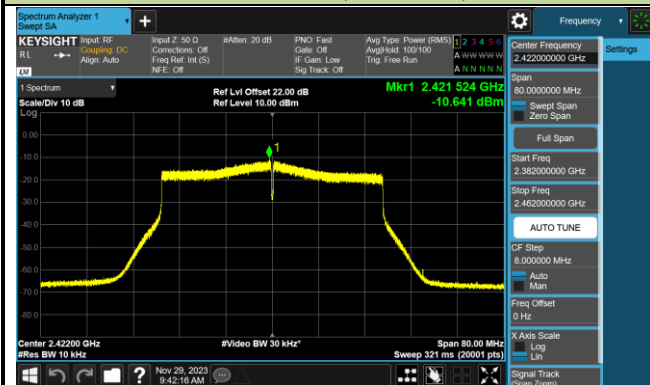 Spectrum Analyzer 1
Swept SA
Frequency
KEYSIGHT
RL
LXI
Input: RF
Coupling: DC
Align: Auto
Input Z: 50 Ω
Corrections: Off
Freq Ref: Int (S)
NFE: Off
#Atten: 20 dB
PNO: Fast
Gate: Off
IF Gain: Low
Sig Track: Off
Avg Type: Power (RMS)
Avg|Hold: 100/100
Trig: Free Run
1 2 3 4 5 6
A W W W W W
A N N N N N
1 Spectrum
Scale/Div 10 dB
Log
Ref Lvl Offset 22.00 dB
Ref Level 10.00 dBm
Mkr1 2.421 524 GHz
-10.641 dBm
1
0.00
-10.0
-20.0
-30.0
-40.0
-50.0
-60.0
-70.0
-80.0
Center 2.42200 GHz
#Res BW 10 kHz
#Video BW 30 kHz*
Span 80.00 MHz
Sweep 321 ms (20001 pts)
Nov 29, 2023
9:42:16 AM
Center Frequency
2.422000000 GHz
Settings
Span
80.0000000 MHz
Swept Span
Zero Span
Full Span
Start Freq
2.382000000 GHz
Stop Freq
2.462000000 GHz
AUTO TUNE
CF Step
8.000000 MHz
Auto
Man
Freq Offset
0 Hz
X Axis Scale
Log
Lin
Signal Track
(Span Zoom)